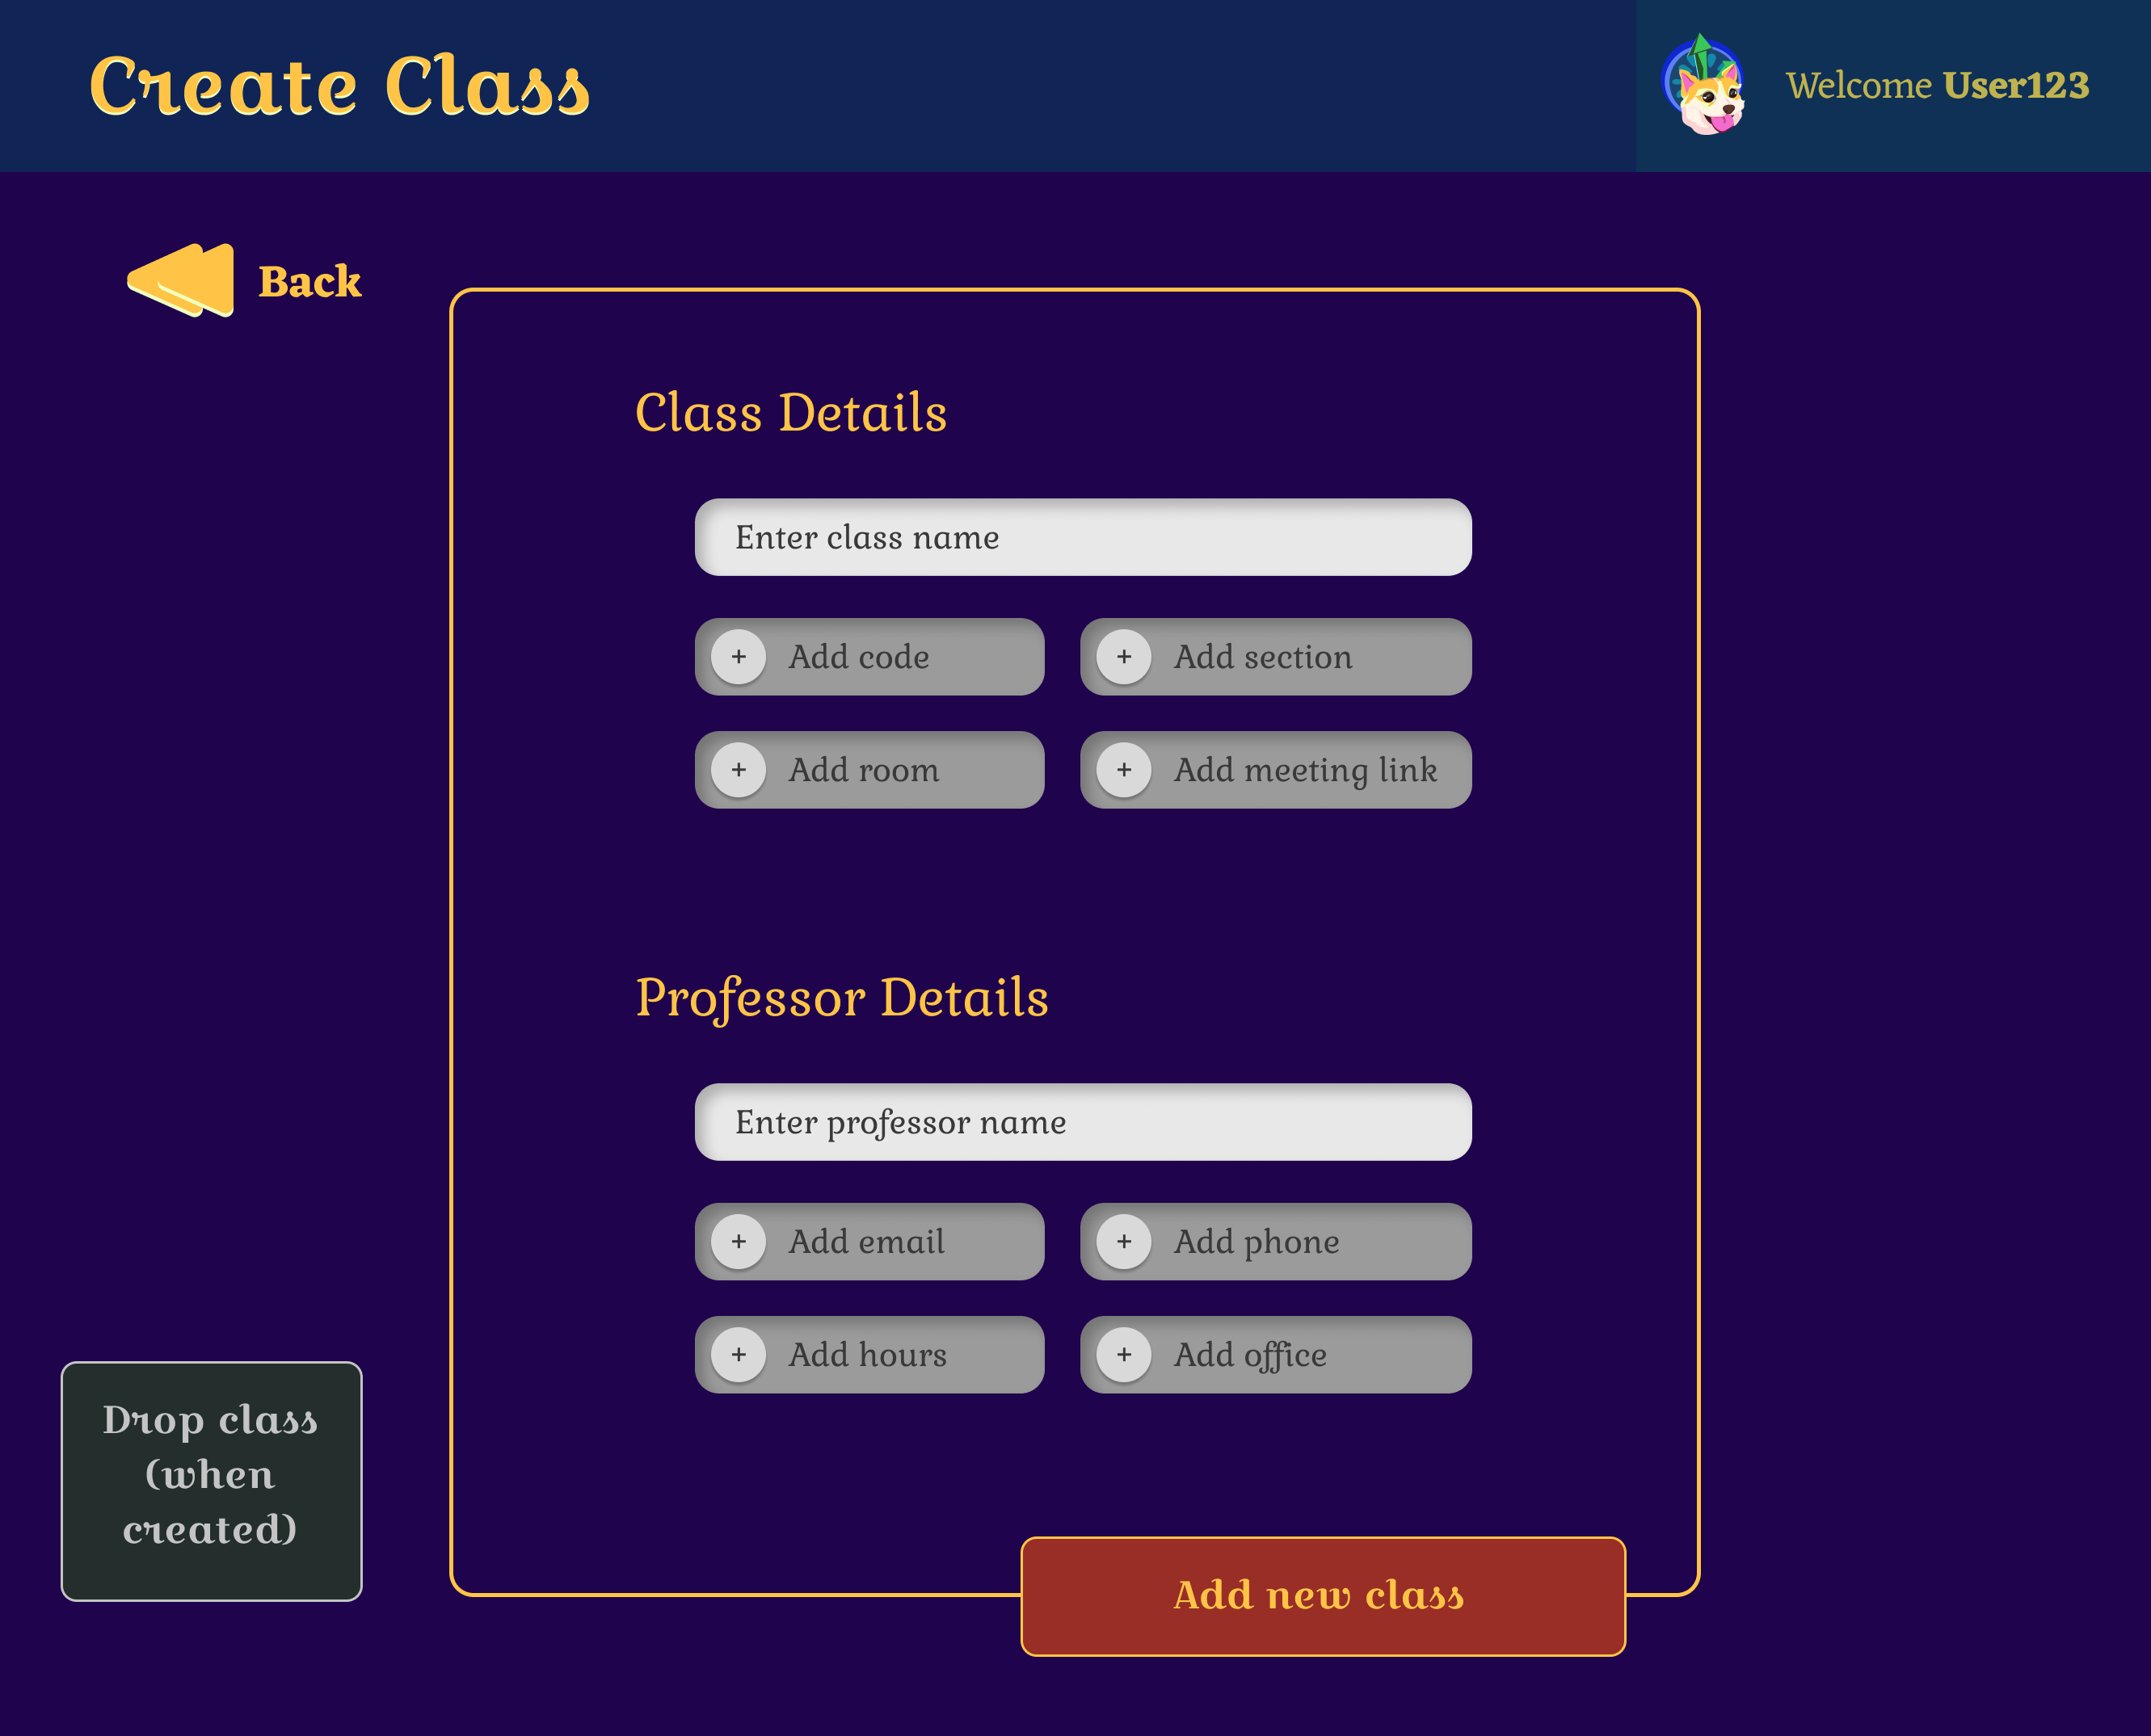 Create Class
Welcome User123
Back
Class Details
Enter class name
+ Add code
+ Add section
+ Add room
+ Add meeting link
Professor Details
Enter professor name
+ Add email
+ Add phone
+ Add hours
+ Add office
Drop class
(when
created)
Add new class